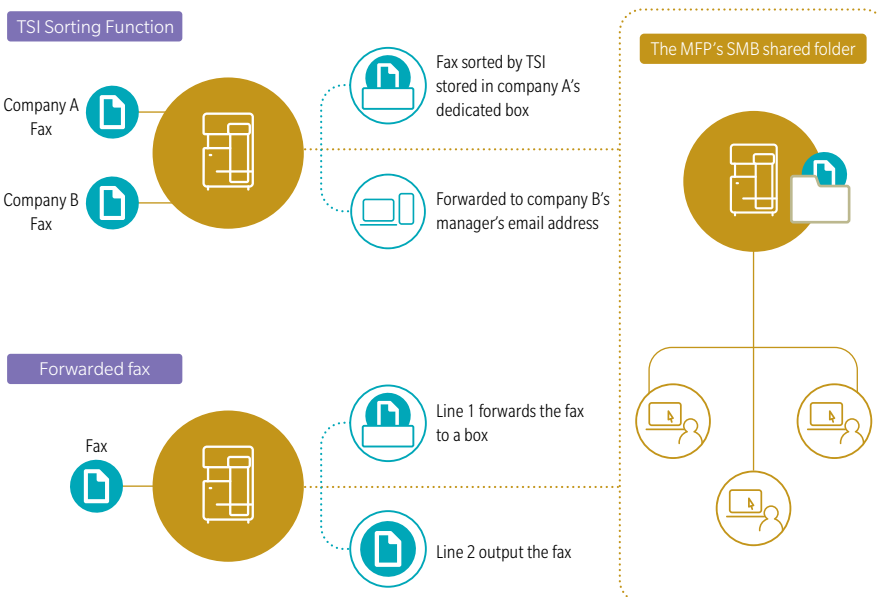 TSI Sorting Function
Company A
Fax
Company B
Fax
Fax sorted by TSI
stored in company A's
dedicated box
Forwarded to company B's
manager's email address
The MFP's SMB shared folder
Forwarded fax
Fax
Line 1 forwards the fax
to a box
Line 2 output the fax